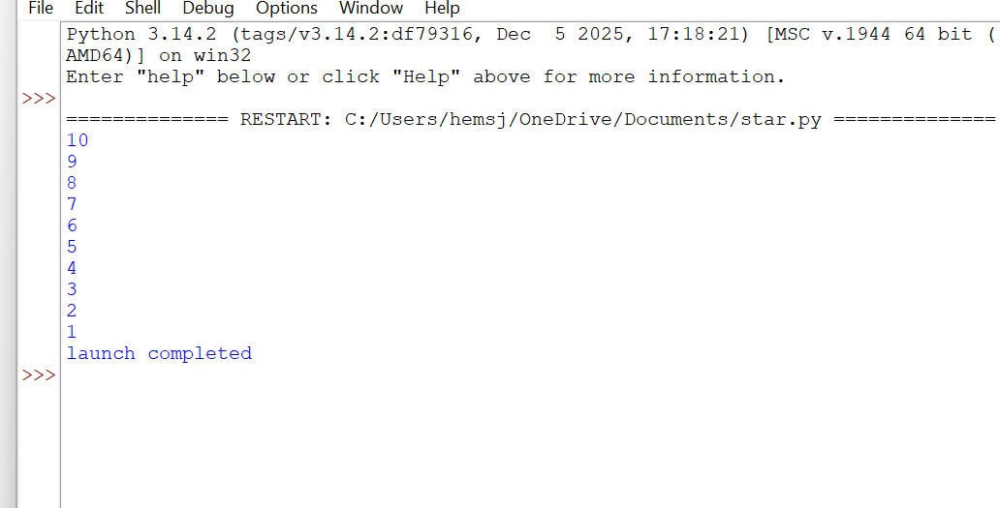 File Edit Shell Debug Options Window Help
Python 3.14.2 (tags/v3.14.2:df79316, Dec  5 2025, 17:18:21) [MSC v.1944 64 bit (
AMD64)] on win32
Enter "help" below or click "Help" above for more information.
>>>
============== RESTART: C:/Users/hemsj/OneDrive/Documents/star.py ==============
10
9
8
7
6
5
4
3
2
1
launch completed
>>>